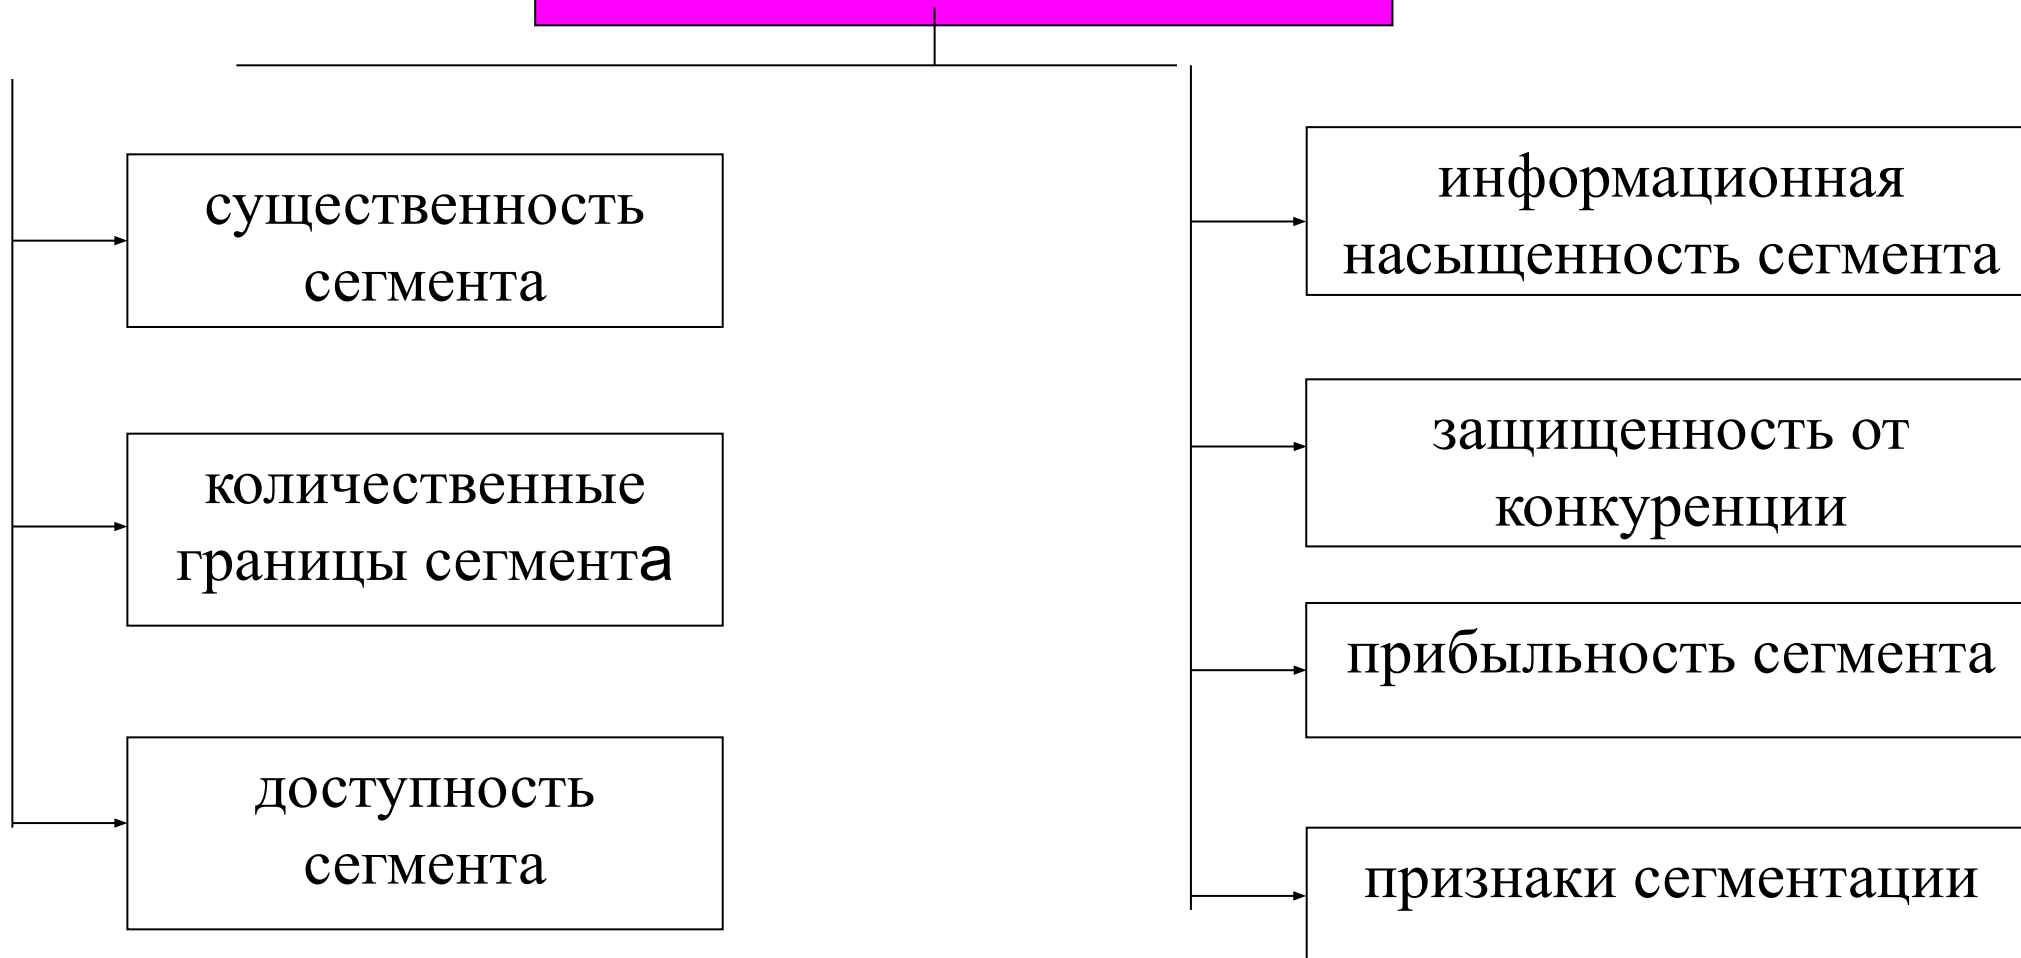 существенность
сегмента
количественные
границы сегмента
доступность
сегмента
информационная
насыщенность сегмента
защищенность от
конкуренции
прибыльность сегмента
признаки сегментации